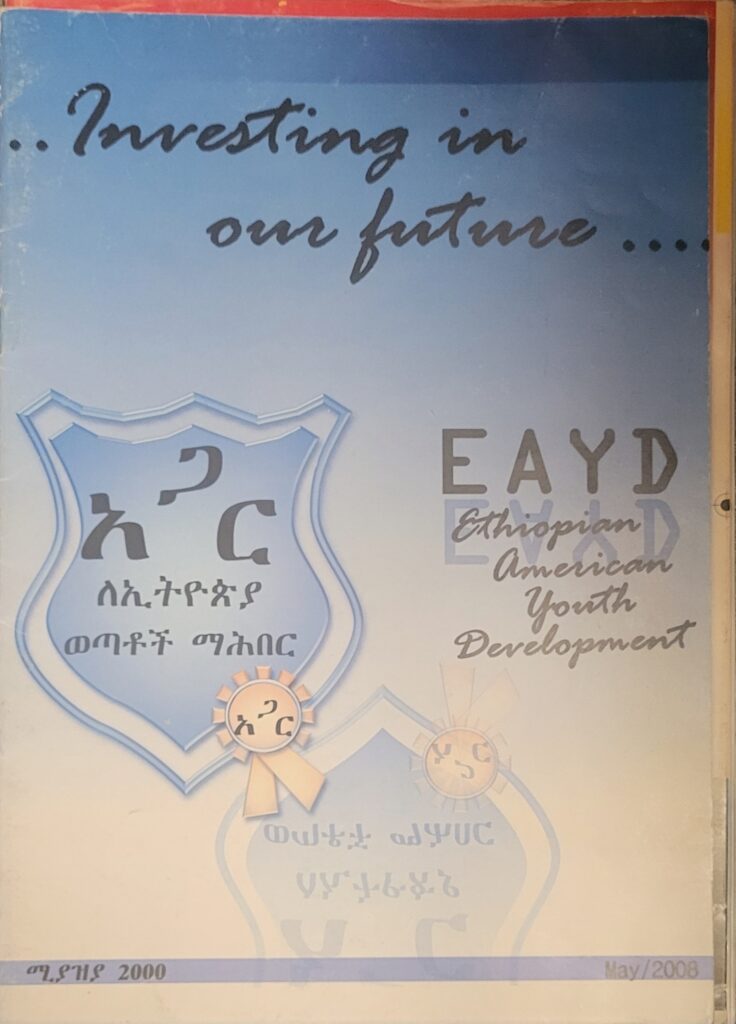 ..Investing in
our future ....
አጋር
ለኢትዮጵያ
ወጣቶች ማሕበር
አጋር
EAYD
Ethiopian
American
Youth
Development
ሚያዝያ 2000
May/2008